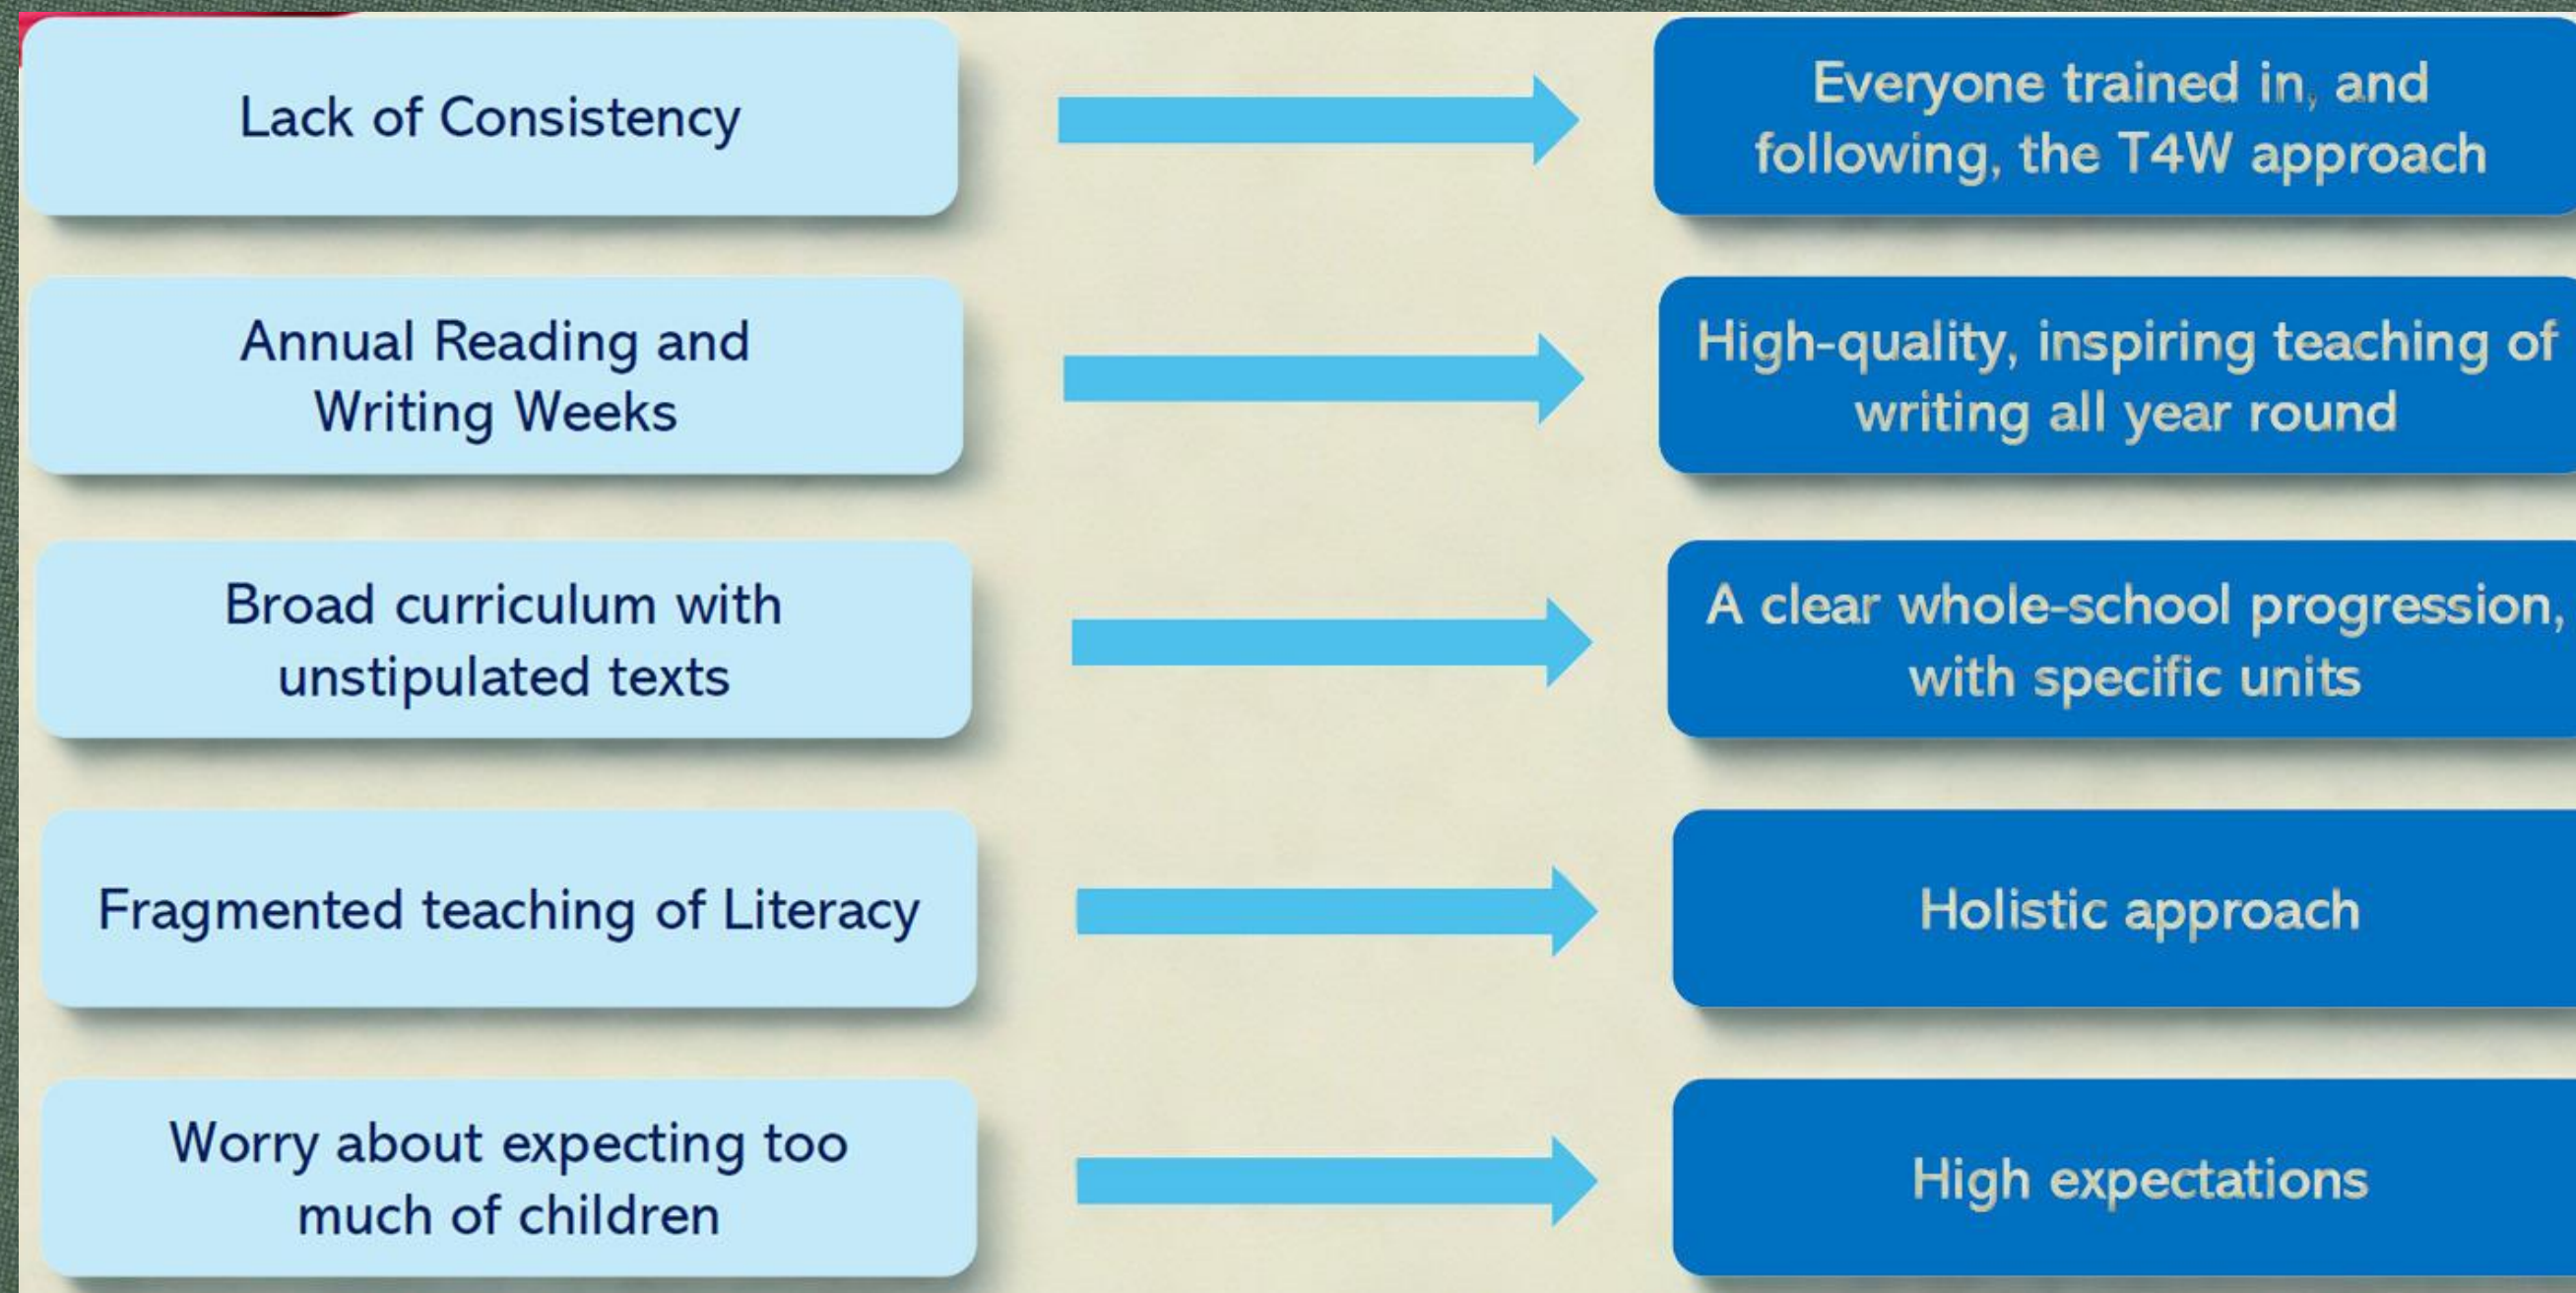 Lack of Consistency
Everyone trained in, and
following, the T4W approach
Annual Reading and
Writing Weeks
High-quality, inspiring teaching of
writing all year round
Broad curriculum with
unstipulated texts
A clear whole-school progression,
with specific units
Fragmented teaching of Literacy
Holistic approach
Worry about expecting too
much of children
High expectations